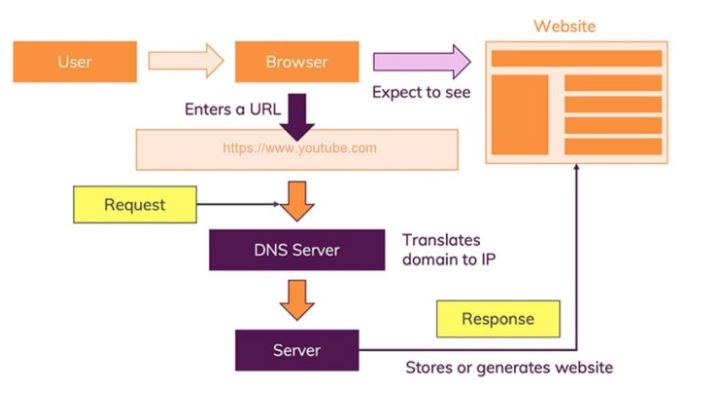 Website
User
Browser
Expect to see
Enters a URL
https://www.youtube.com
Request
DNS Server
Translates
domain to IP
Response
Server
Stores or generates website